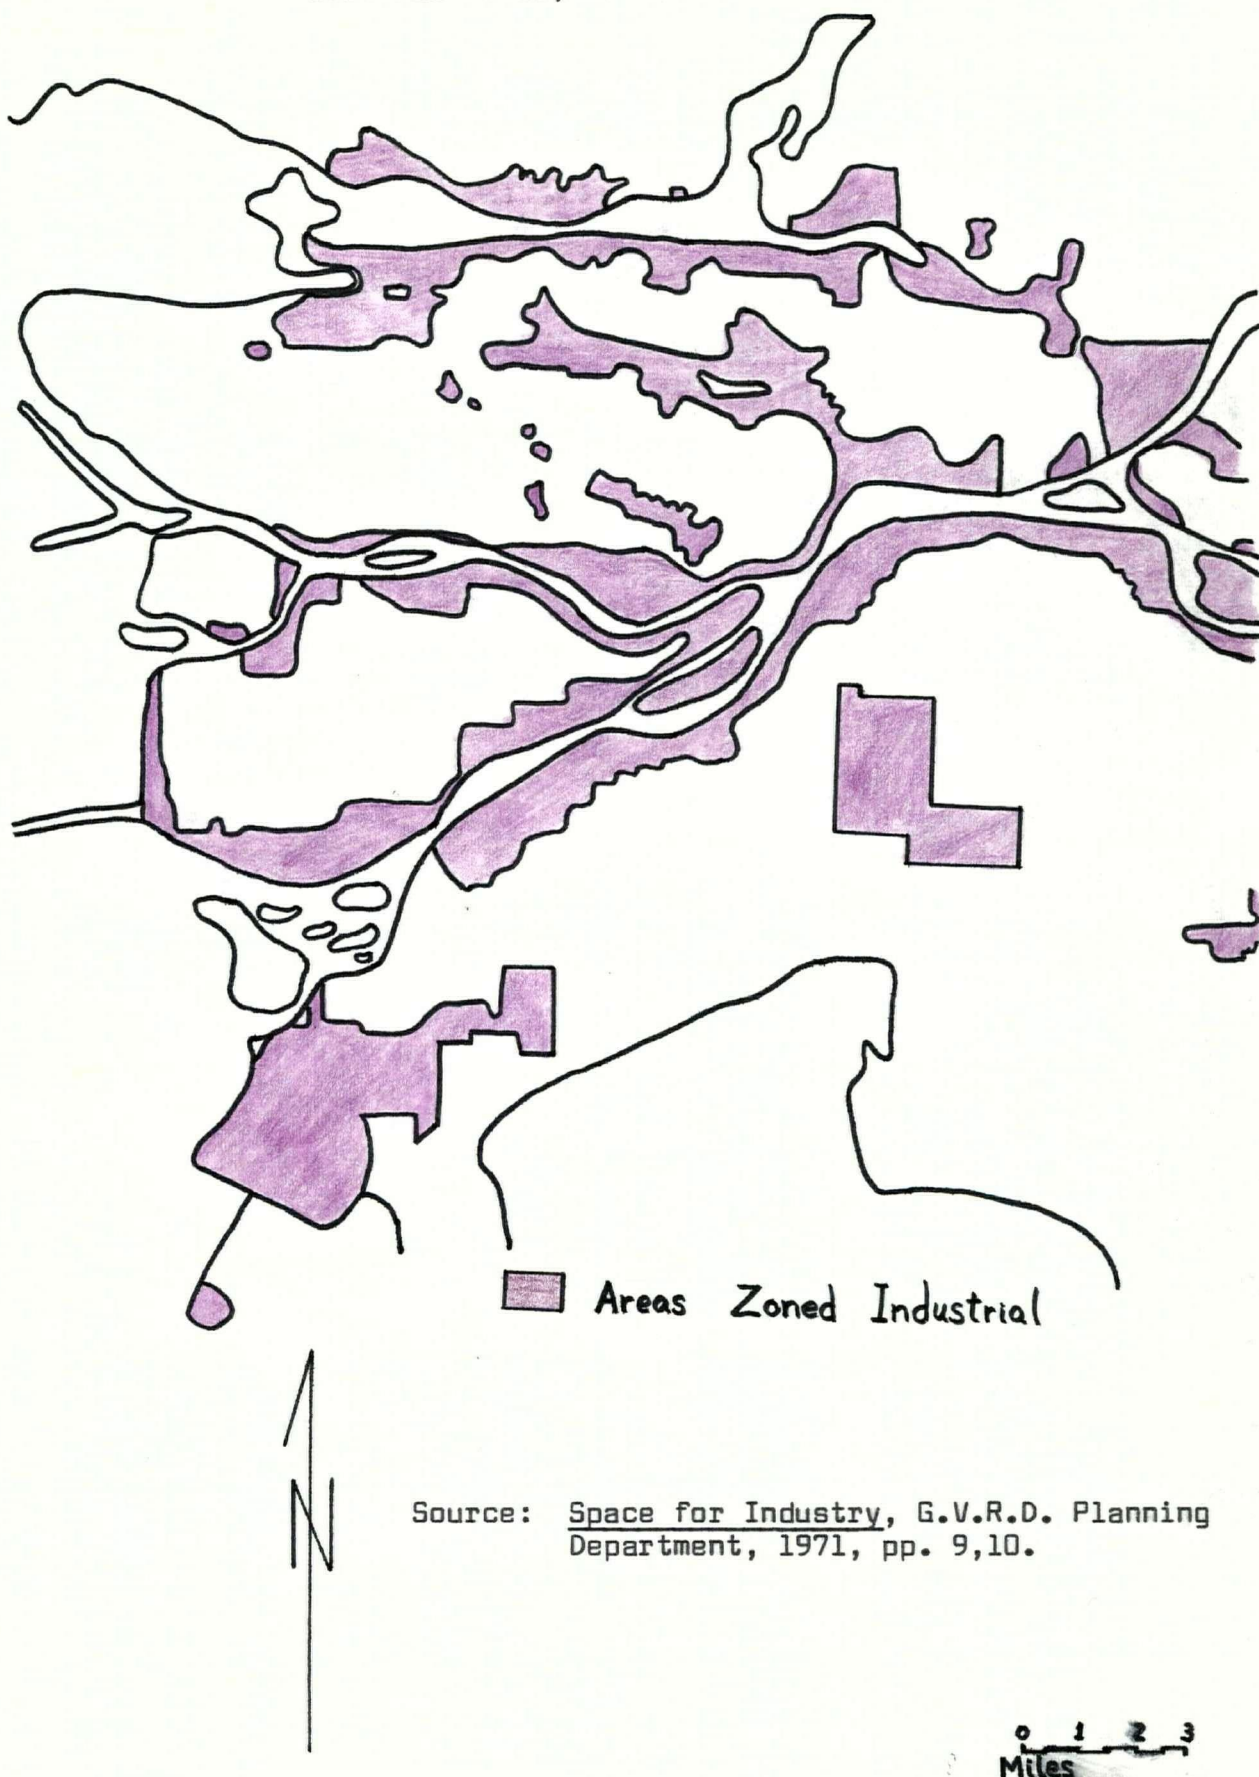 Areas Zoned Industrial
N
Source: Space for Industry, G.V.R.D. Planning
Department, 1971, pp. 9,10.
0 1 2 3
Miles